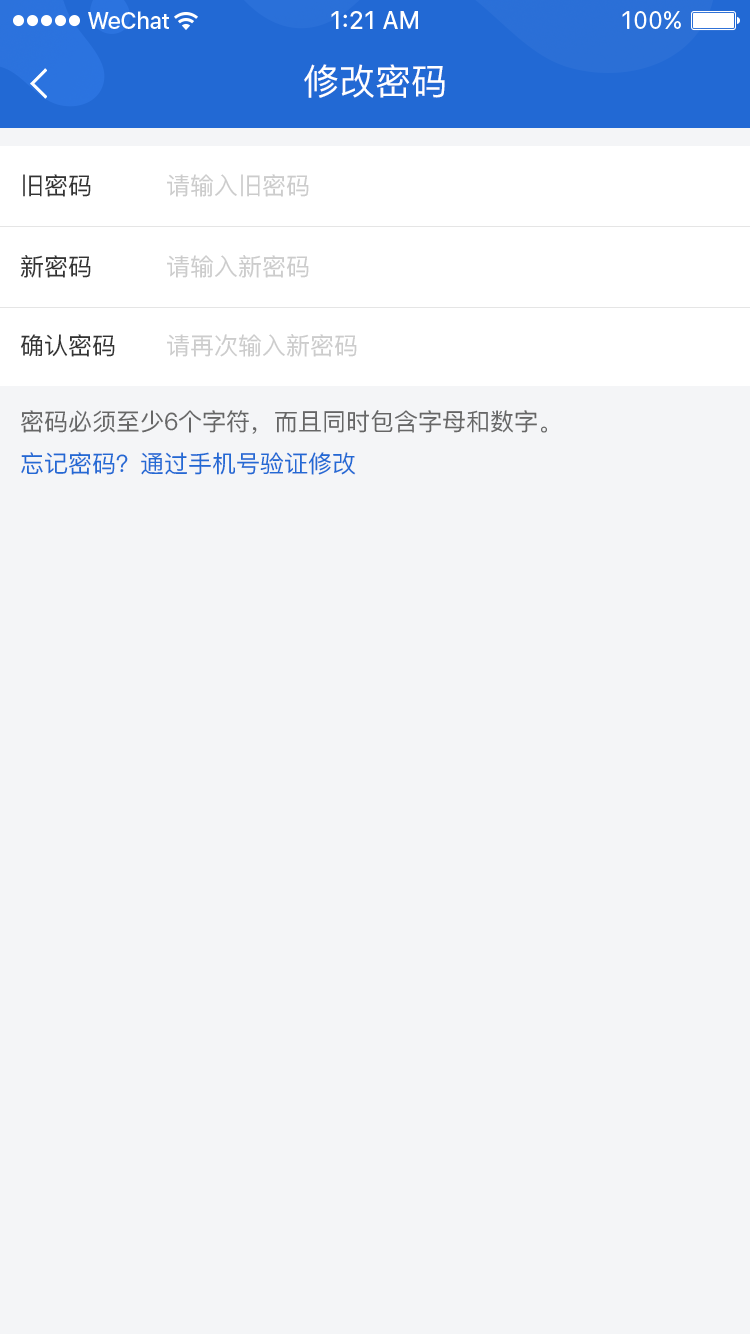 WeChat 1:21 AM 100%
修改密码
旧密码 请输入旧密码
新密码 请输入新密码
确认密码 请再次输入新密码
密码必须至少6个字符，而且同时包含字母和数字。
忘记密码？通过手机号验证修改